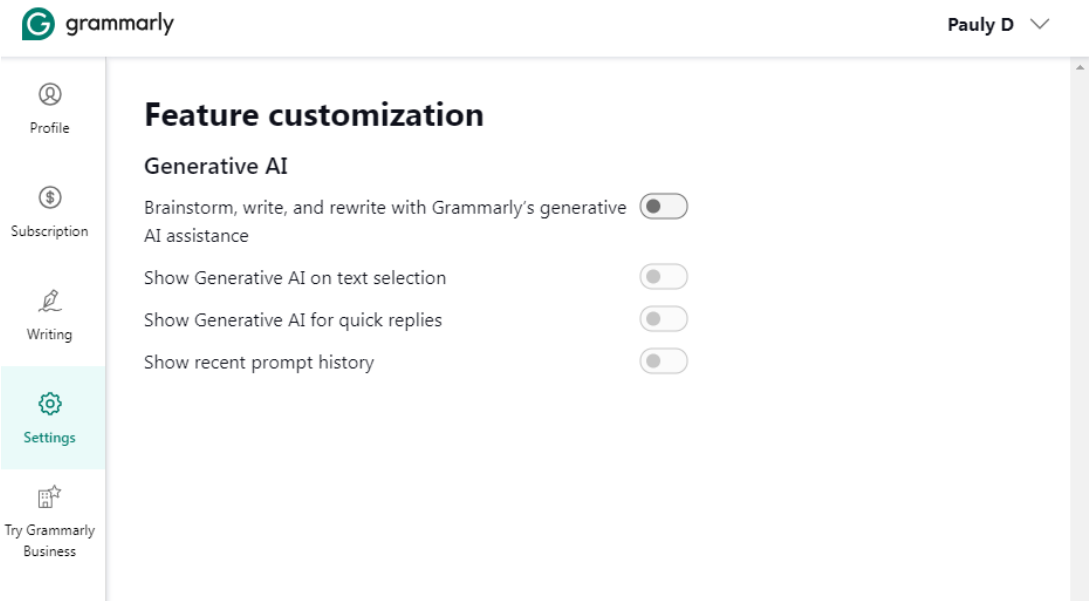 grammarly
Pauly D
Profile
Subscription
Writing
Settings
Try Grammarly
Business
Feature customization
Generative AI
Brainstorm, write, and rewrite with Grammarly’s generative
AI assistance
Show Generative AI on text selection
Show Generative AI for quick replies
Show recent prompt history